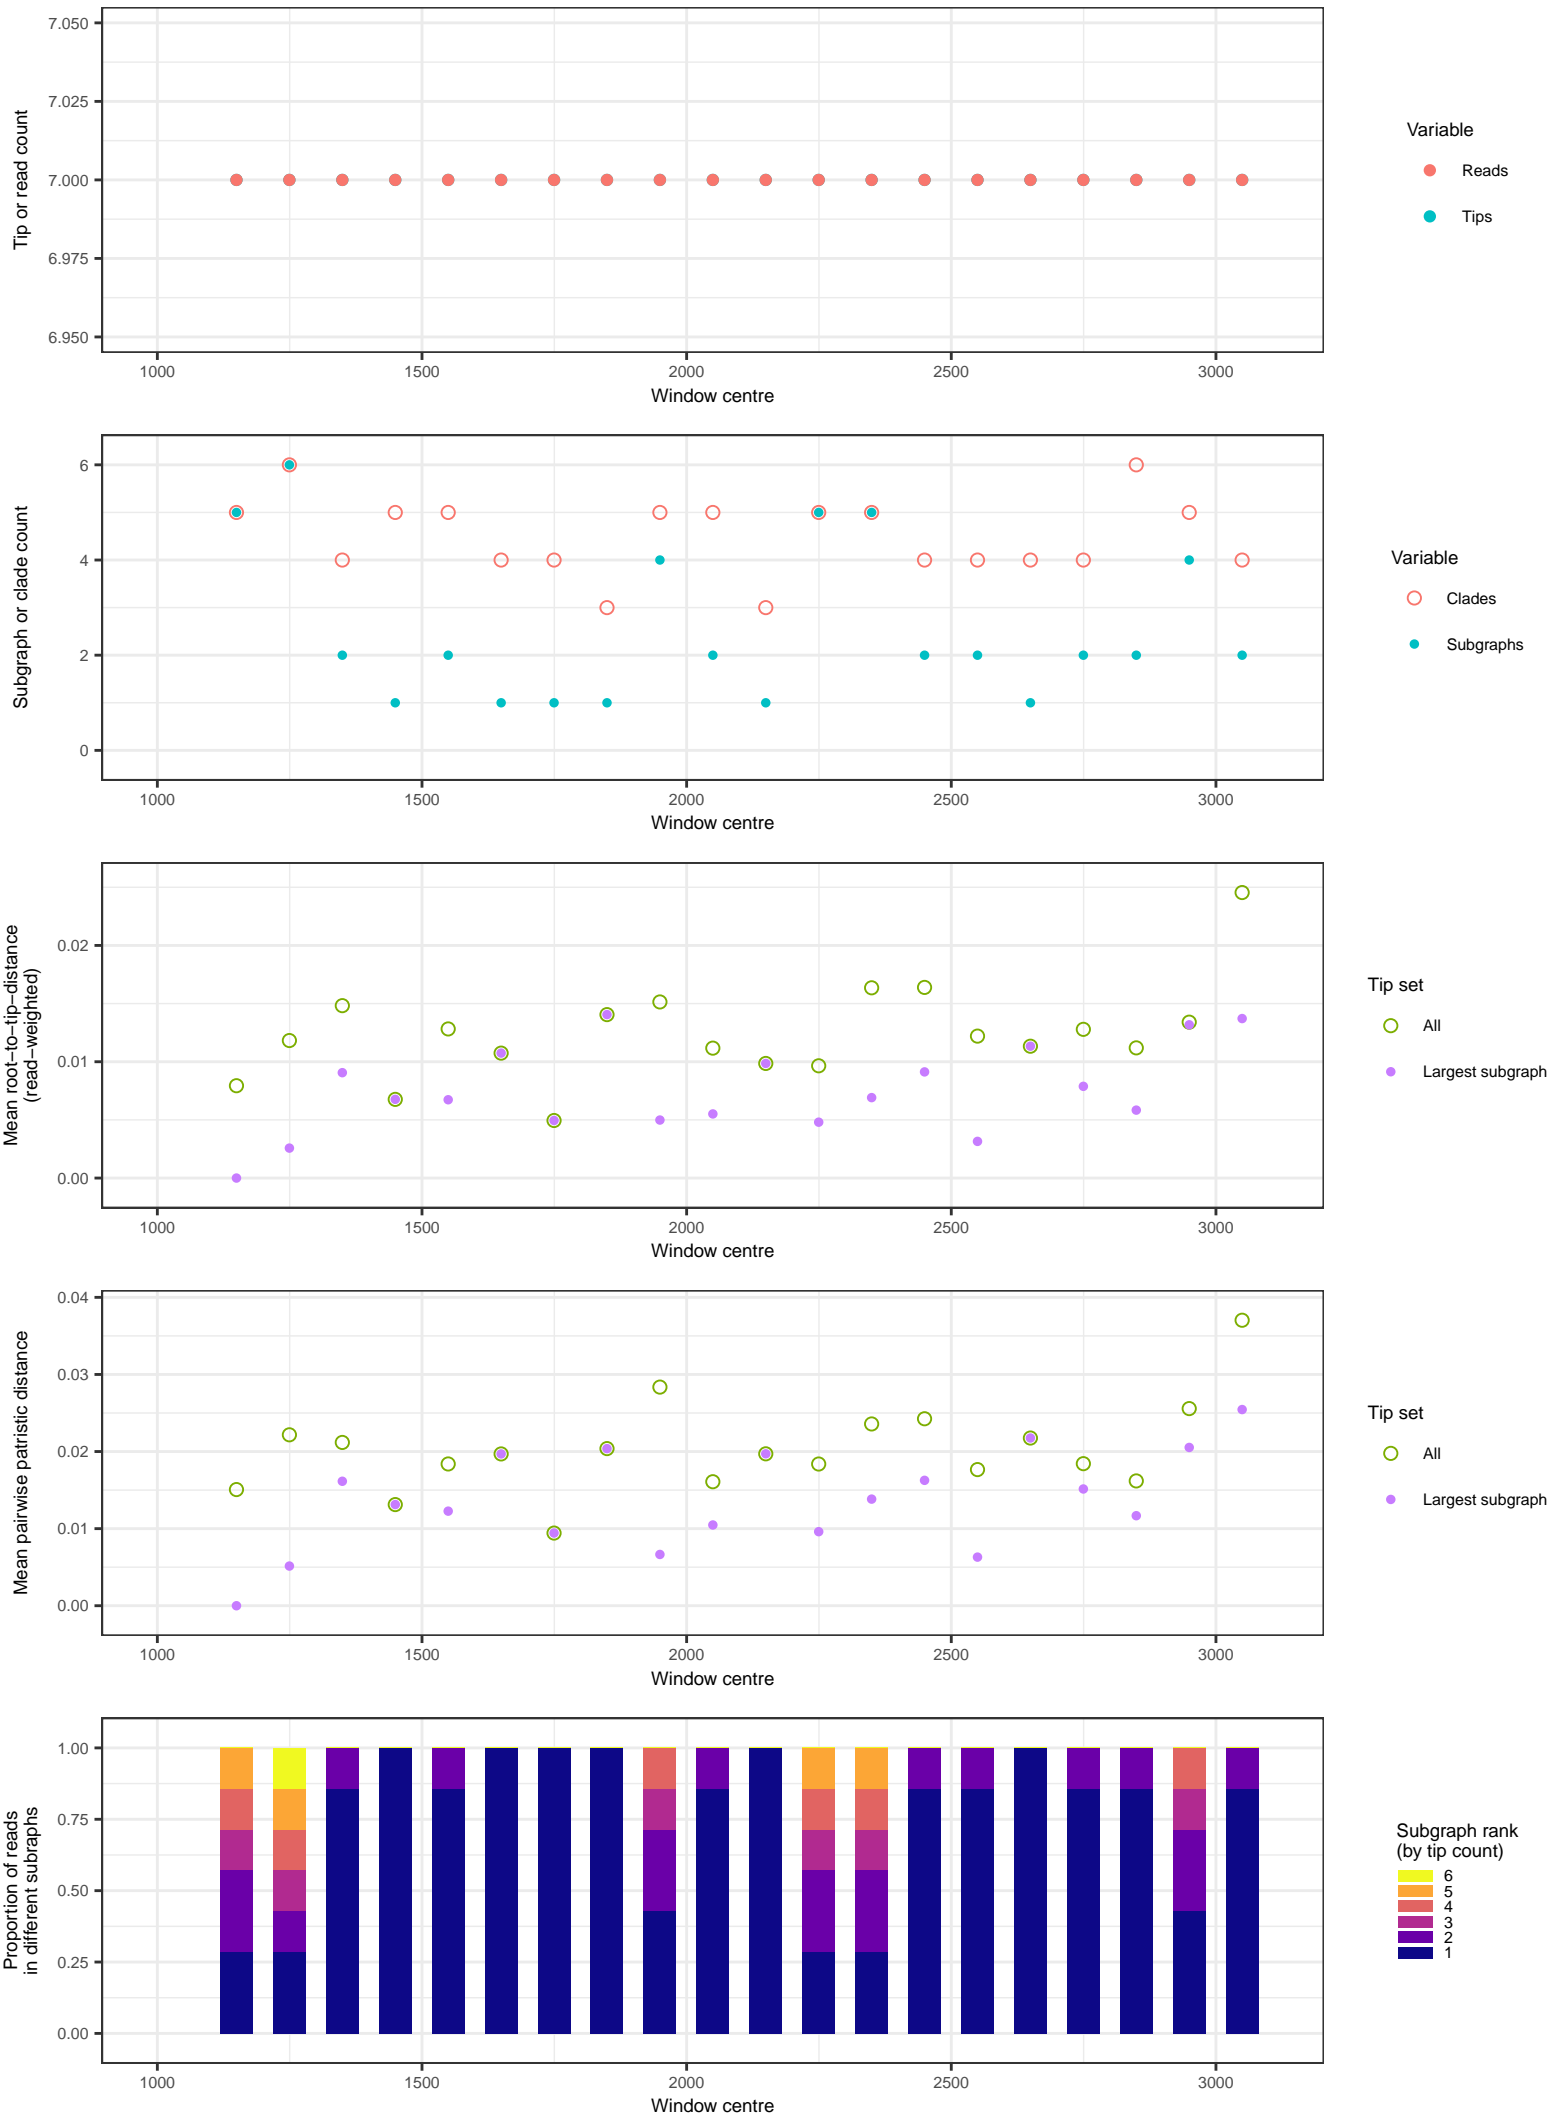 7.050
7.025
7.000
6.975
6.950
Tip or read count
1000 1500 2000 2500 3000
Window centre
Variable
Reads
Tips
6
4
2
0
Subgraph or clade count
1000 1500 2000 2500 3000
Window centre
Variable
Clades
Subgraphs
0.02
0.01
0.00
Mean root−to−tip−distance
(read−weighted)
1000 1500 2000 2500 3000
Window centre
Tip set
All
Largest subgraph
0.04
0.03
0.02
0.01
0.00
Mean pairwise patristic distance
1000 1500 2000 2500 3000
Window centre
Tip set
All
Largest subgraph
1.00
0.75
0.50
0.25
0.00
Proportion of reads
in different subraphs
1000 1500 2000 2500 3000
Window centre
Subgraph rank
(by tip count)
6
5
4
3
2
1